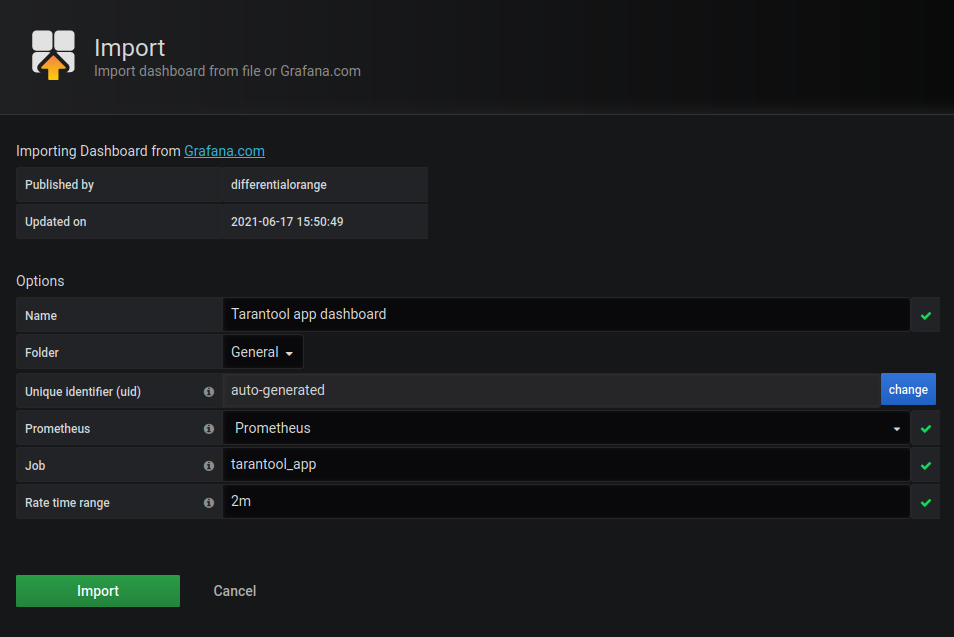 Import
Import dashboard from file or Grafana.com
Importing Dashboard from Grafana.com
Published by differentialorange
Updated on 2021-06-17 15:50:49
Options
Name Tarantool app dashboard
Folder General
Unique identifier (uid) auto-generated change
Prometheus Prometheus
Job tarantool_app
Rate time range 2m
Import Cancel